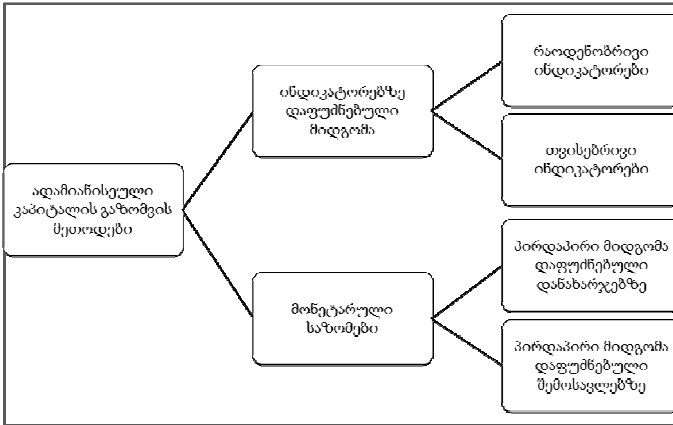 ადამიანისეული
კაპიტალის გაზომვის
მეთოდები
ინდიკატორებზე
დაფუძნებული
მიდგომა
რაოდენობრივი
ინდიკატორები
თვისებრივი
ინდიკატორები
მონეტარული
საზომები
პირდაპირი მიდგომა
დაფუძნებული
დანახარჯებზე
პირდაპირი მიდგომა
დაფუძნებული
შემოსავლებზე